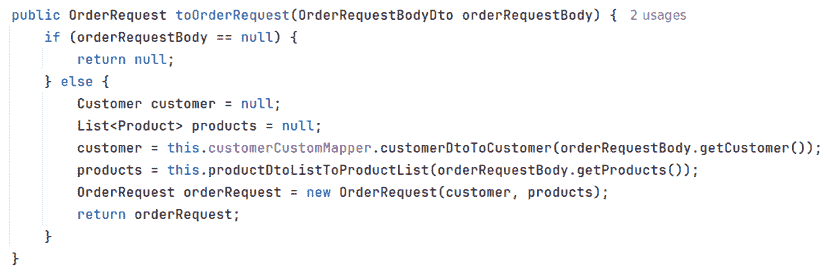 public OrderRequest toOrderRequest(OrderRequestBodyDto orderRequestBody) { 2 usages
    if (orderRequestBody == null) {
        return null;
    } else {
        Customer customer = null;
        List<Product> products = null;
        customer = this.customerCustomMapper.customerDtoToCustomer(orderRequestBody.getCustomer());
        products = this.productDtoListToProductList(orderRequestBody.getProducts());
        OrderRequest orderRequest = new OrderRequest(customer, products);
        return orderRequest;
    }
}